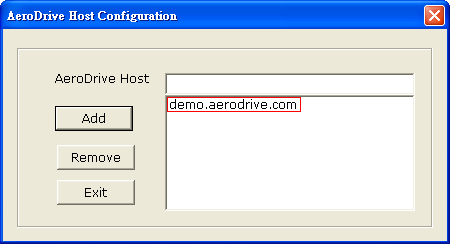 AeroDrive Host Configuration
AeroDrive Host
demo.aerodrive.com
Add
Remove
Exit